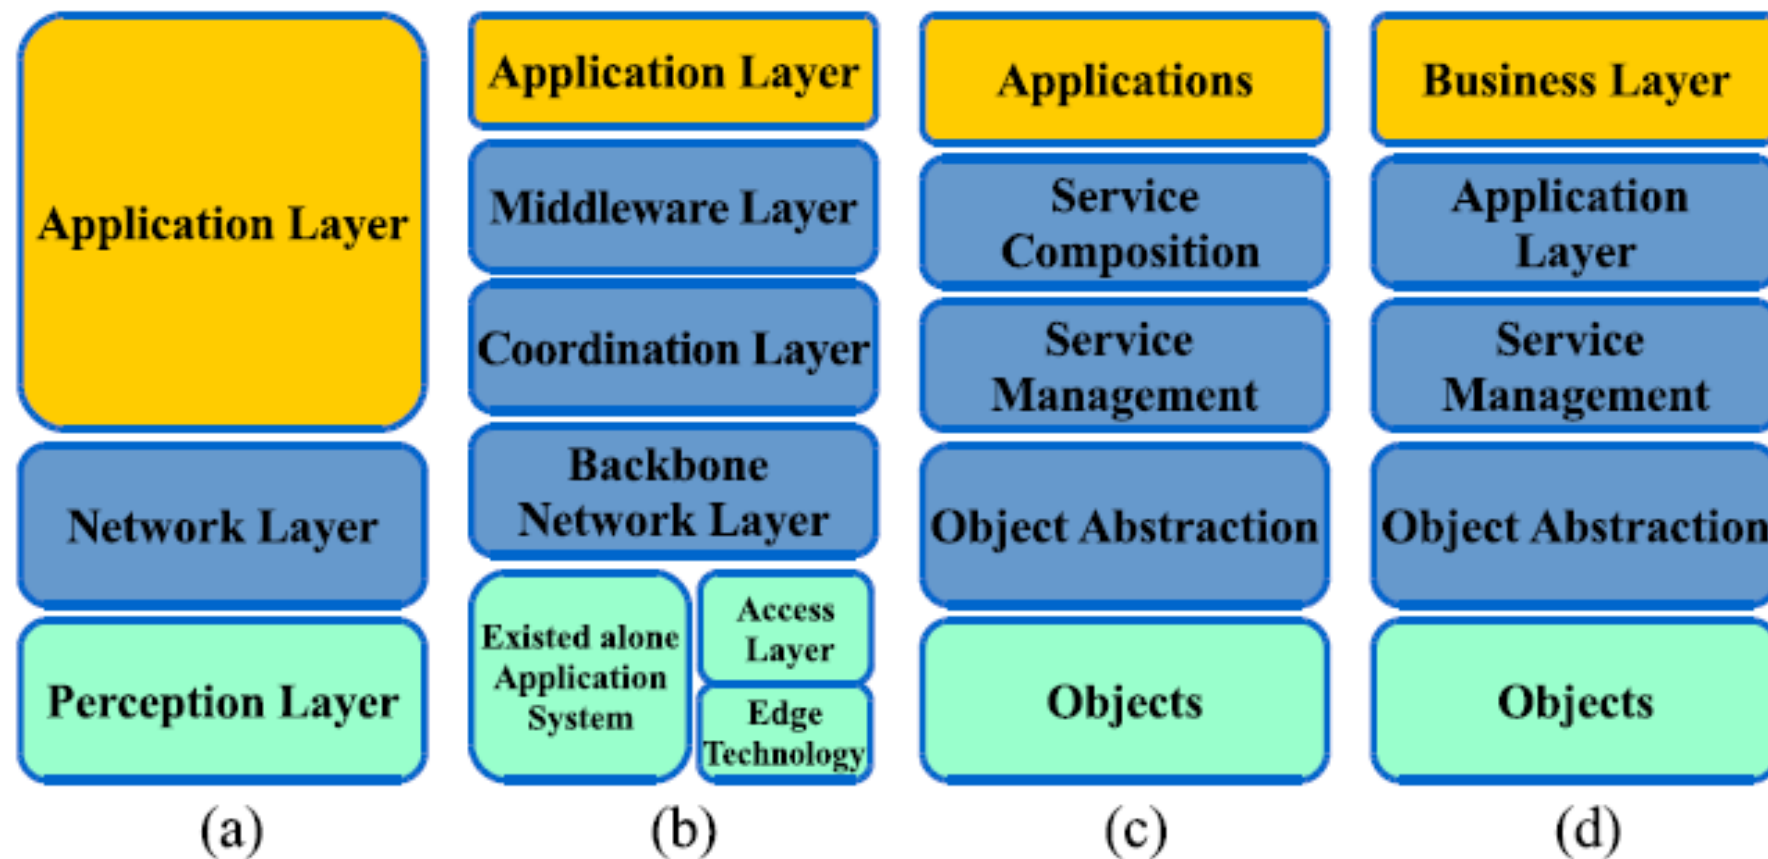 Application Layer
Network Layer
Perception Layer
(a)
Application Layer
Middleware Layer
Coordination Layer
Backbone
Network Layer
Existed alone
Application
System
Access
Layer
Edge
Technology
(b)
Applications
Service
Composition
Service
Management
Object Abstraction
Objects
(c)
Business Layer
Application
Layer
Service
Management
Object Abstraction
Objects
(d)